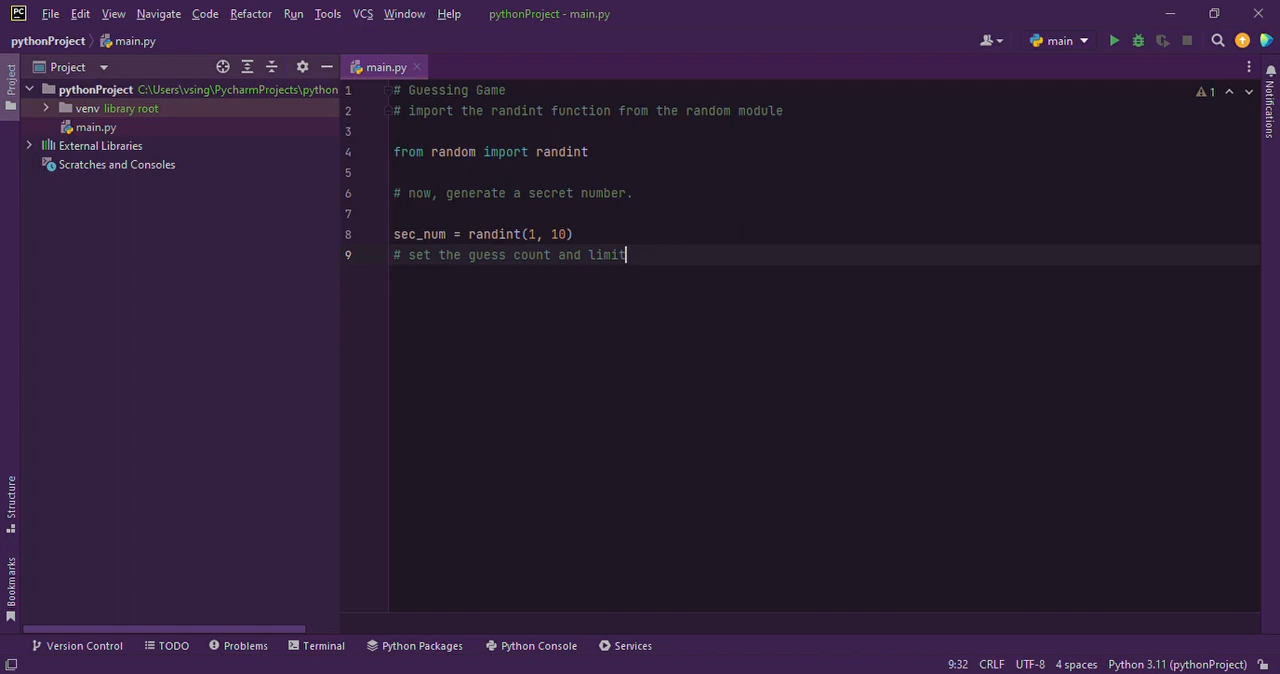 PC File Edit View Navigate Code Refactor Run Tools VCS Window Help pythonProject - main.py
pythonProject main.py main
Project main.py
pythonProject C:\Users\vsing\PycharmProjects\python
venv library root
main.py
External Libraries
Scratches and Consoles
1 # Guessing Game
2 # import the randint function from the random module
3
4 from random import randint
5
6 # now, generate a secret number.
7
8 sec_num = randint(1, 10)
9 # set the guess count and limit
1
Project
Structure
Bookmarks
Notifications
Version Control TODO Problems Terminal Python Packages Python Console Services
9:32 CRLF UTF-8 4 spaces Python 3.11 (pythonProject)